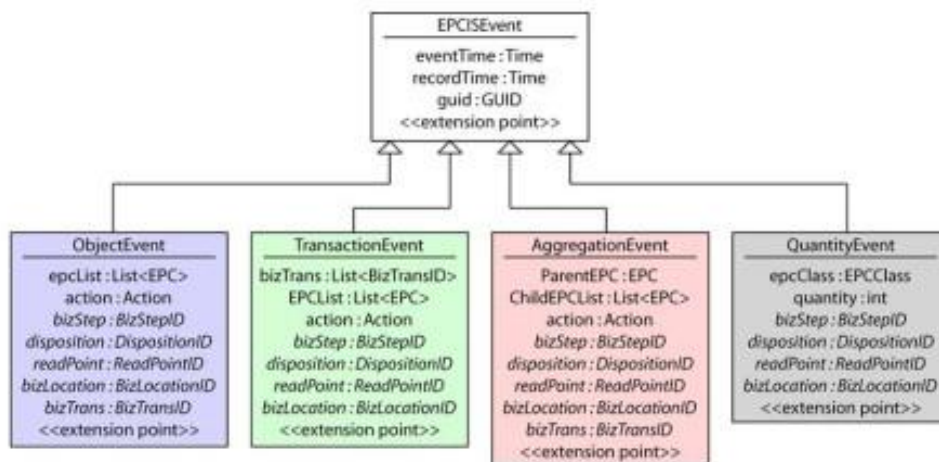 EPCISEvent
eventTime : Time
recordTime : Time
guid : GUID
<<extension point>>
ObjectEvent
epcList : List<EPC>
action : Action
bizStep : BizStepID
disposition : DispositionID
readPoint : ReadPointID
bizLocation : BizLocationID
bizTrans : BizTransID
<<extension point>>
TransactionEvent
bizTrans : List<BizTransID>
EPCList : List<EPC>
action : Action
bizStep : BizStepID
disposition : DispositionID
readPoint : ReadPointID
bizLocation : BizLocationID
<<extension point>>
AggregationEvent
ParentEPC : EPC
ChildEPCList : List<EPC>
action : Action
bizStep : BizStepID
disposition : DispositionID
readPoint : ReadPointID
bizLocation : BizLocationID
bizTrans : BizTransID
<<extension point>>
QuantityEvent
epcClass : EPCClass
quantity : int
bizStep : BizStepID
disposition : DispositionID
readPoint : ReadPointID
bizLocation : BizLocationID
<<extension point>>